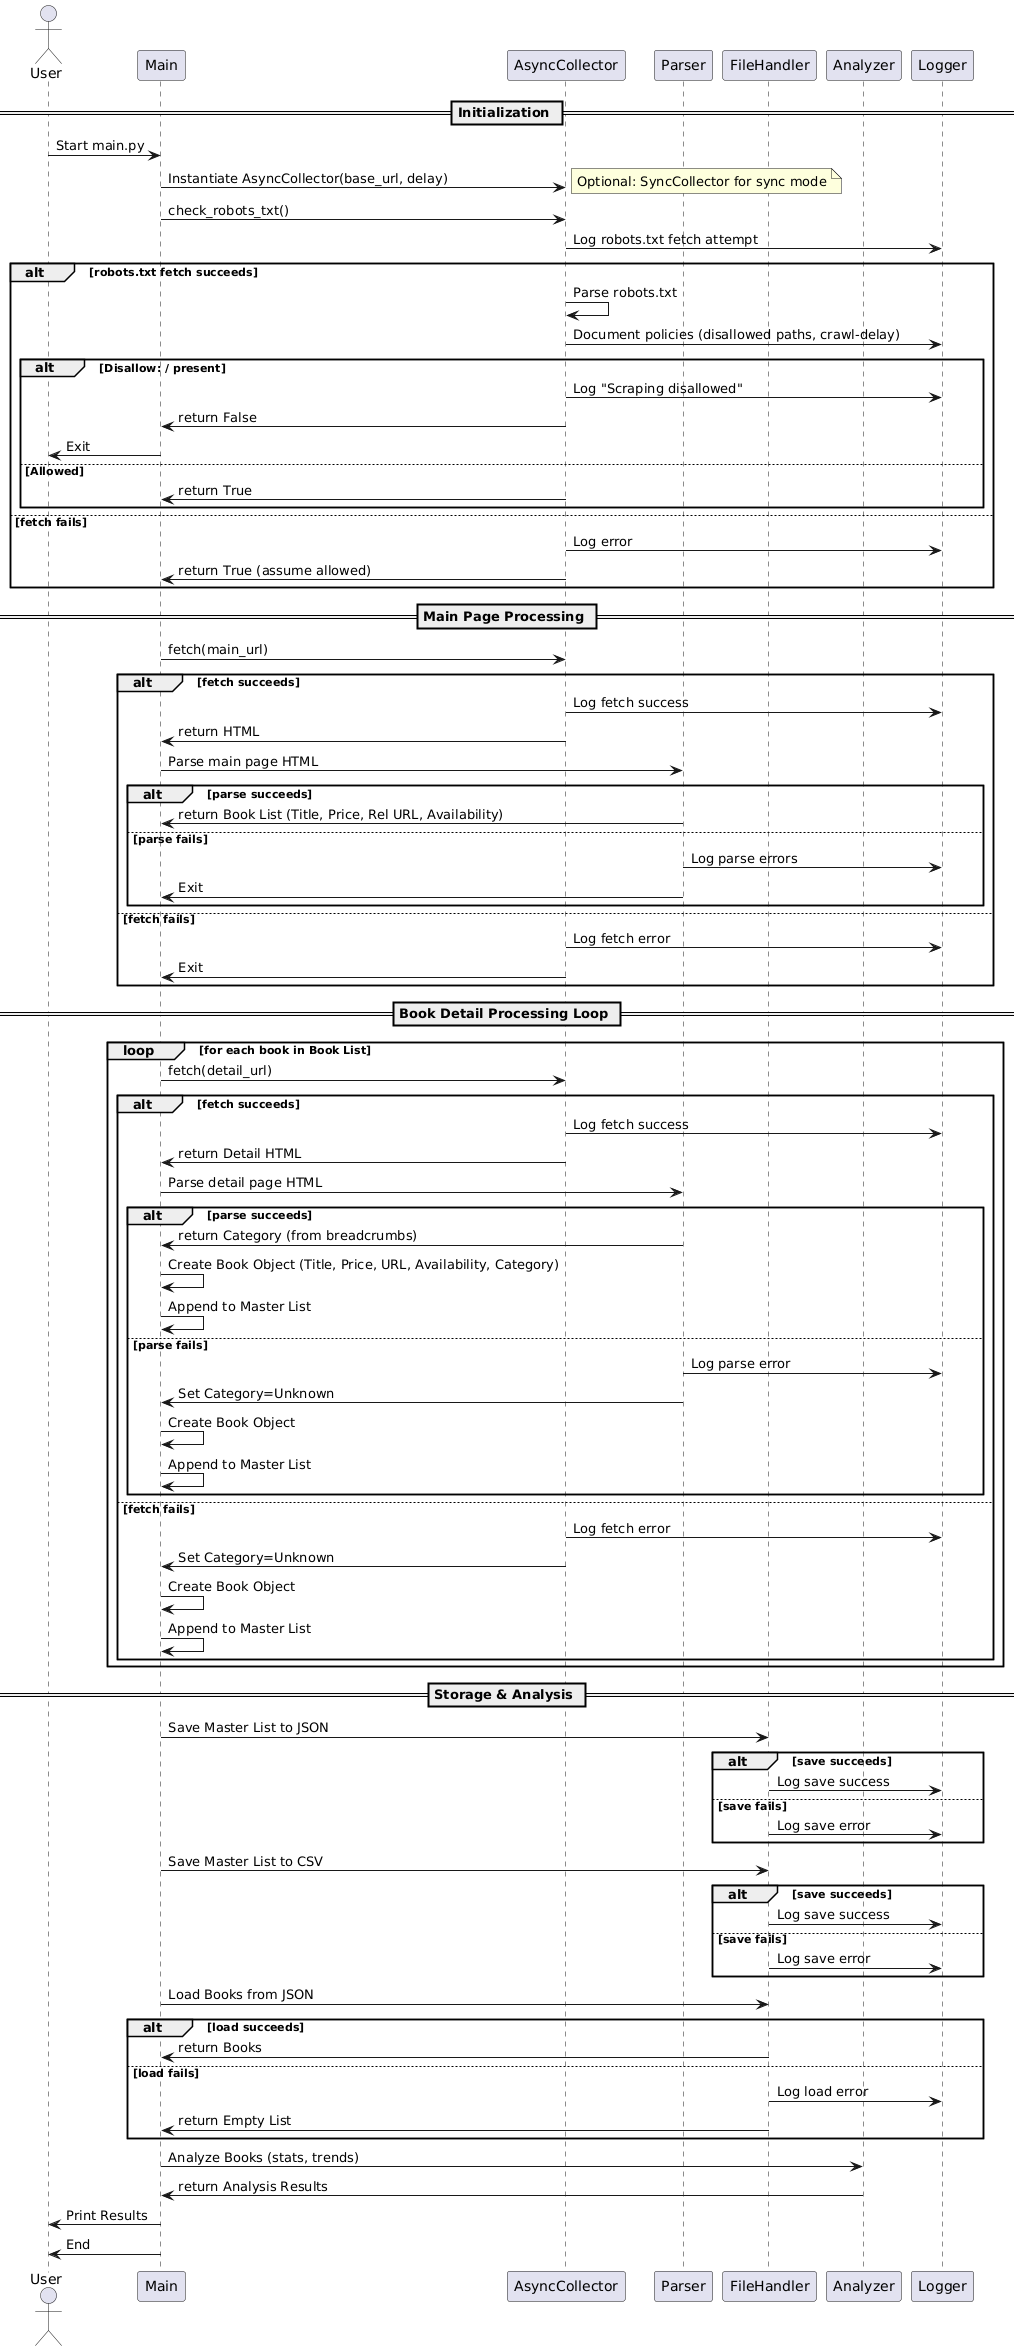 User
Main
AsyncCollector
Parser
FileHandler
Analyzer
Logger
Initialization
Start main.py
Instantiate AsyncCollector(base_url, delay)
Optional: SyncCollector for sync mode
check_robots_txt()
Log robots.txt fetch attempt
alt [robots.txt fetch succeeds]
Parse robots.txt
Document policies (disallowed paths, crawl-delay)
alt [Disallow: / present]
Log "Scraping disallowed"
return False
Exit
[Allowed]
return True
[fetch fails]
Log error
return True (assume allowed)
Main Page Processing
fetch(main_url)
alt [fetch succeeds]
Log fetch success
return HTML
Parse main page HTML
alt [parse succeeds]
return Book List (Title, Price, Rel URL, Availability)
[parse fails]
Log parse errors
Exit
[fetch fails]
Log fetch error
Exit
Book Detail Processing Loop
loop [for each book in Book List]
fetch(detail_url)
alt [fetch succeeds]
Log fetch success
return Detail HTML
Parse detail page HTML
alt [parse succeeds]
return Category (from breadcrumbs)
Create Book Object (Title, Price, URL, Availability, Category)
Append to Master List
[parse fails]
Log parse error
Set Category=Unknown
Create Book Object
Append to Master List
[fetch fails]
Log fetch error
Set Category=Unknown
Create Book Object
Append to Master List
Storage & Analysis
Save Master List to JSON
alt [save succeeds]
Log save success
[save fails]
Log save error
Save Master List to CSV
alt [save succeeds]
Log save success
[save fails]
Log save error
Load Books from JSON
alt [load succeeds]
return Books
[load fails]
Log load error
return Empty List
Analyze Books (stats, trends)
return Analysis Results
Print Results
End
User
Main
AsyncCollector
Parser
FileHandler
Analyzer
Logger